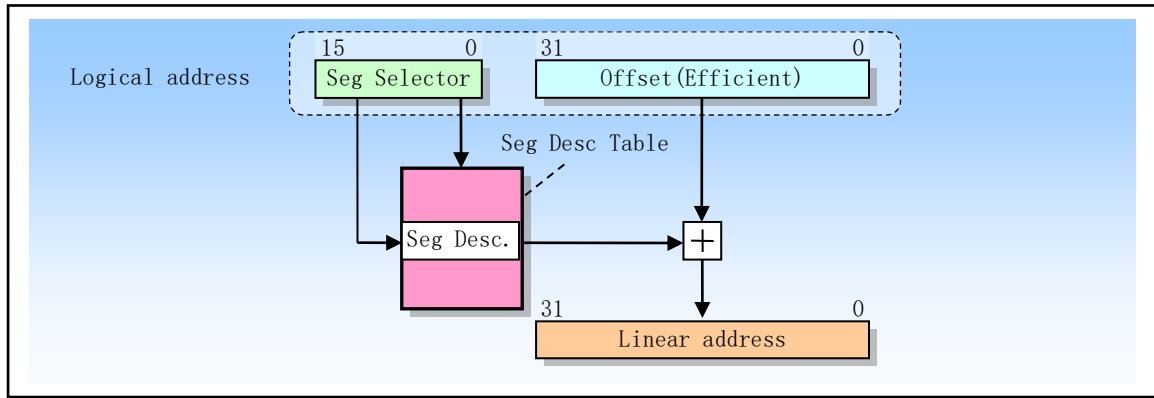 15 0 31 0
Logical address
Seg Selector
Offset(Efficient)
Seg Desc Table
Seg Desc.
+
31 0
Linear address